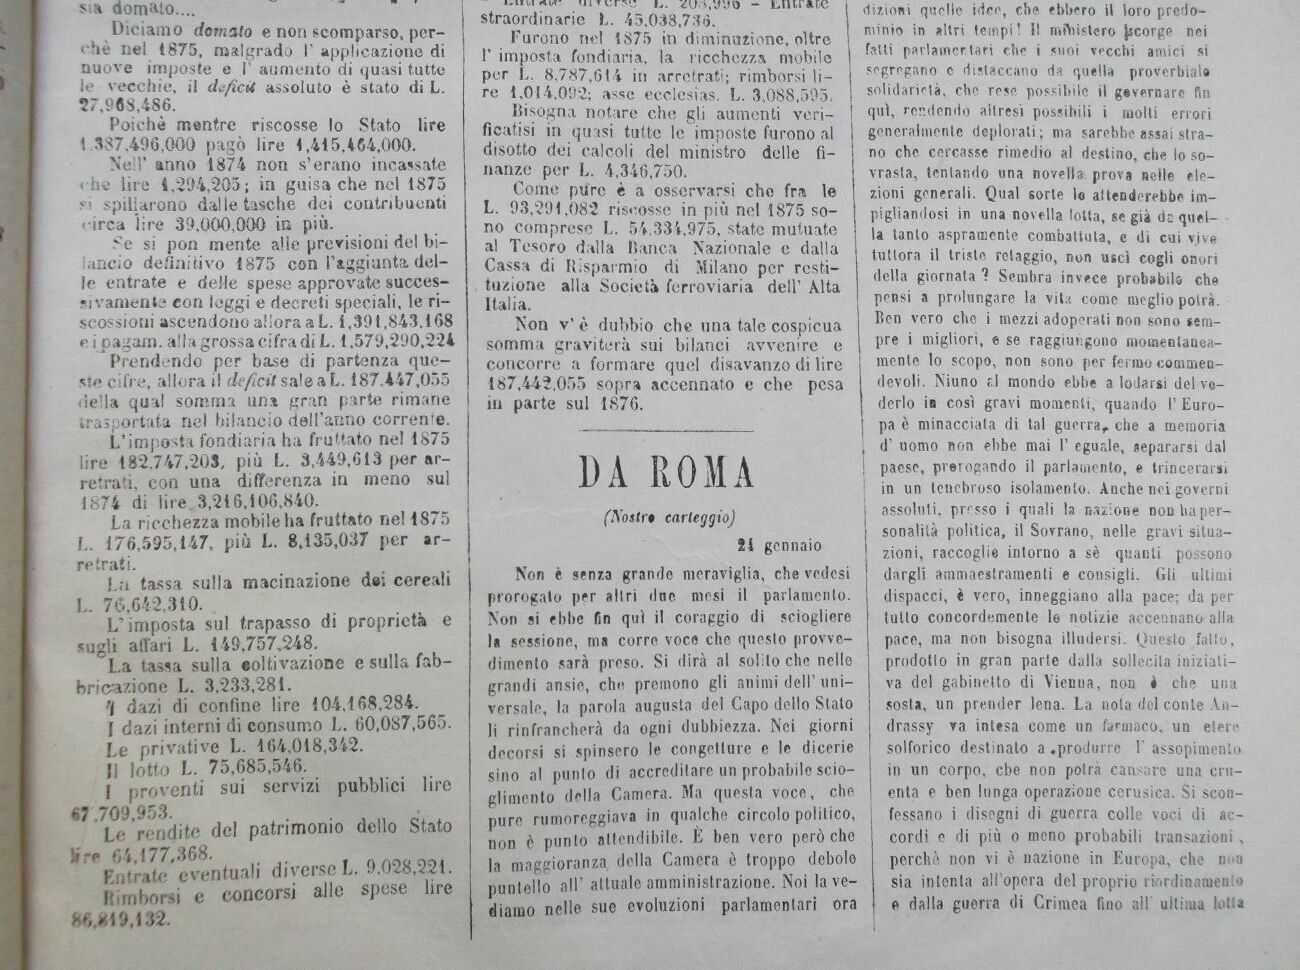 sia domato....
Diciamo domato e non scomparso, per-
chè nel 1875, malgrado l' applicazione di
nuove imposte e l' aumento di quasi tutte
le vecchie, il deficit assoluto è stato di L.
27,968,486.
Poichè mentre riscosse lo Stato lire
1.387,496,000 pagò lire 1,415,464,000.
Nell' anno 1874 non s'erano incassate
che lire 1,294,205; in guisa che nel 1875
si spillarono dalle tasche dei contribuenti
circa lire 39,000,000 in più.
Se si pon mente alle previsioni del bi-
lancio definitivo 1875 con l'aggiunta del-
le entrate e delle spese approvate succes-
sivamente con leggi e decreti speciali, le ri-
scossioni ascendono allora a L. 1,391,843,168
e i pagam. alla grossa cifra di L. 1,579,290,224
Prendendo per base di partenza que-
ste cifre, allora il deficit sale a L. 187.447,055
della qual somma una gran parte rimane
trasportata nel bilancio dell'anno corrente.
L'imposta fondiaria ha fruttato nel 1875
lire 182.747,203, più L. 3,449,613 per ar-
retrati, con una differenza in meno sul
1874 di lire 3,216,106,840.
La ricchezza mobile ha fruttato nel 1875
L. 176,595,147, più L. 8,135,037 per ar-
retrati.
La tassa sulla macinazione dei cereali
L. 76,642,310.
L'imposta sul trapasso di proprietà e
sugli affari L. 149,757,248.
La tassa sulla coltivazione e sulla fab-
bricazione L. 3,233,281.
I dazi di confine lire 104,168,284.
I dazi interni di consumo L. 60,087,565.
Le privative L. 164,018,342.
Il lotto L. 75,685,546.
I proventi sui servizi pubblici lire
67.709,953.
Le rendite del patrimonio dello Stato
lire 64,177,368.
Entrate eventuali diverse L. 9,028,221.
Rimborsi e concorsi alle spese lire
86,819,132.
Entrate diverse L. 203,996 - Entrate
straordinarie L. 45,038,736.
Furono nel 1875 in diminuzione, oltre
l' imposta fondiaria, la ricchezza mobile
per L. 8,787,614 in arretrati; rimborsi li-
re 1,014,092; asse ecclesias. L. 3,088,595.
Bisogna notare che gli aumenti veri-
ficatisi in quasi tutte le imposte furono al
disotto dei calcoli del ministro delle fi-
nanze per L. 4,346,750.
Come pure è a osservarsi che fra le
L. 93,291,082 riscosse in più nel 1875 so-
no comprese L. 54,334,975, state mutuate
al Tesoro dalla Banca Nazionale e dalla
Cassa di Risparmio di Milano per resti-
tuzione alla Società ferroviaria dell' Alta
Italia.
Non v' è dubbio che una tale cospicua
somma graviterà sui bilanci avvenire e
concorre a formare quel disavanzo di lire
187,442,055 sopra accennato e che pesa
in parte sul 1876.
DA ROMA
(Nostro carteggio)
24 gennaio
Non è senza grande meraviglia, che vedesi
prorogato per altri due mesi il parlamento.
Non si ebbe fin quì il coraggio di sciogliere
la sessione, ma corre voce che questo provve-
dimento sarà preso. Si dirà al solito che nelle
grandi ansie, che premono gli animi dell' uni-
versale, la parola augusta del Capo dello Stato
li rinfrancherà da ogni dubbiezza. Nei giorni
decorsi si spinsero le congetture e le dicerie
sino al punto di accreditare un probabile scio-
glimento della Camera. Ma questa voce, che
pure rumoreggiava in qualche circolo politico,
non è punto attendibile. È ben vero però che
la maggioranza della Camera è troppo debole
puntello all' attuale amministrazione. Noi la ve-
diamo nelle sue evoluzioni parlamentari ora
dizioni quelle idee, che ebbero il loro predo-
minio in altri tempi! Il ministero scorge nei
fatti parlamentari che i suoi vecchi amici si
segregano e distaccano da quella proverbiale
solidarietà, che rese possibile il governare fin
quì, rendendo altresì possibili i molti errori
generalmente deplorati; ma sarebbe assai stra-
no che cercasse rimedio al destino, che lo so-
vrasta, tentando una novella prova nelle ele-
zioni generali. Qual sorte lo attenderebbe im-
pigliandosi in una novella lotta, se già da quel-
la tanto aspramente combattuta, e di cui vive
tuttora il triste retaggio, non uscì cogli onori
della giornata? Sembra invece probabile che
pensi a prolungare la vita come meglio potrà.
Ben vero che i mezzi adoperati non sono sem-
pre i migliori, e se raggiungono momentanea-
mente lo scopo, non sono per fermo commen-
devoli. Niuno al mondo ebbe a lodarsi del ve-
derlo in così gravi momenti, quando l' Euro-
pa è minacciata di tal guerra, che a memoria
d' uomo non ebbe mai l' eguale, separarsi dal
paese, prorogando il parlamento, e trincerarsi
in un tenebroso isolamento. Anche nei governi
assoluti, presso i quali la nazione non ha per-
sonalità politica, il Sovrano, nelle gravi situa-
zioni, raccoglie intorno a sè quanti possono
dargli ammaestramenti e consigli. Gli ultimi
dispacci, è vero, inneggiano alla pace; da per
tutto concordemente le notizie accennano alla
pace, ma non bisogna illudersi. Questo fatto,
prodotto in gran parte dalla sollecita iniziati-
va del gabinetto di Vienna, non è che una
sosta, un prender lena. La nota del conte An-
drassy va intesa come un farmaco, un etere
solforico destinato a produrre l' assopimento
in un corpo, che non potrà cansare una cru-
enta e ben lunga operazione cerusica. Si scon-
fessano i disegni di guerra colle voci di ac-
cordi e di più o meno probabili transazioni,
perchè non vi è nazione in Europa, che non
sia intenta all'opera del proprio riordinamento
e dalla guerra di Crimea fino all' ultima lotta